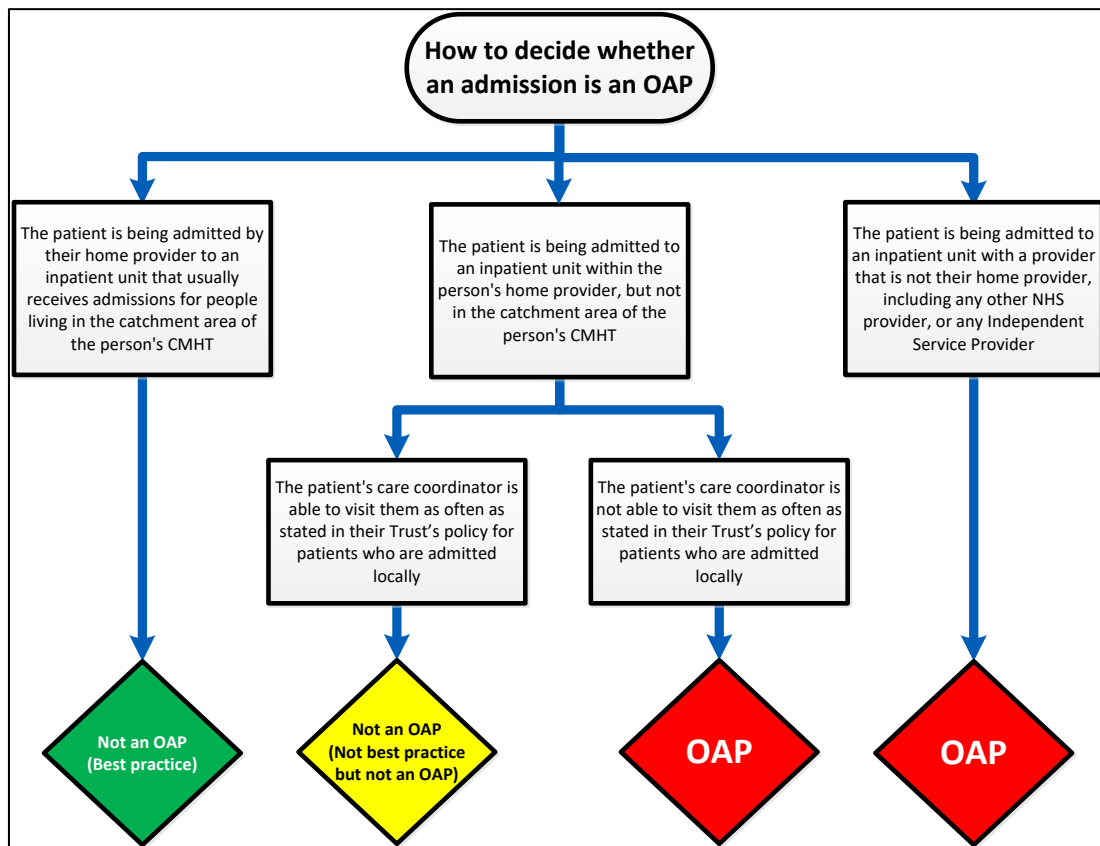 How to decide whether
an admission is an OAP
The patient is being admitted by
their home provider to an
inpatient unit that usually
receives admissions for people
living in the catchment area of
the person's CMHT
The patient is being admitted to
an inpatient unit within the
person's home provider, but not
in the catchment area of the
person's CMHT
The patient is being admitted to
an inpatient unit with a provider
that is not their home provider,
including any other NHS
provider, or any Independent
Service Provider
The patient's care coordinator is
able to visit them as often as
stated in their Trust’s policy for
patients who are admitted
locally
The patient's care coordinator is
not able to visit them as often as
stated in their Trust’s policy for
patients who are admitted
locally
Not an OAP
(Best practice)
Not an OAP
(Not best practice
but not an OAP)
OAP
OAP